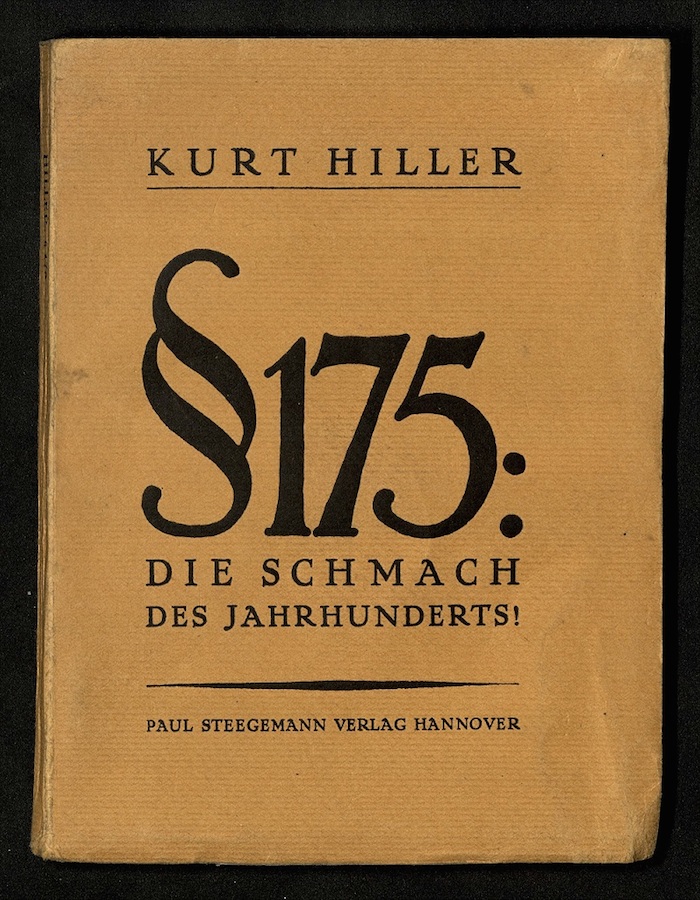 KURT HILLER
§175:
DIE SCHMACH
DES JAHRHUNDERTS!
PAUL STEEGEMANN VERLAG HANNOVER